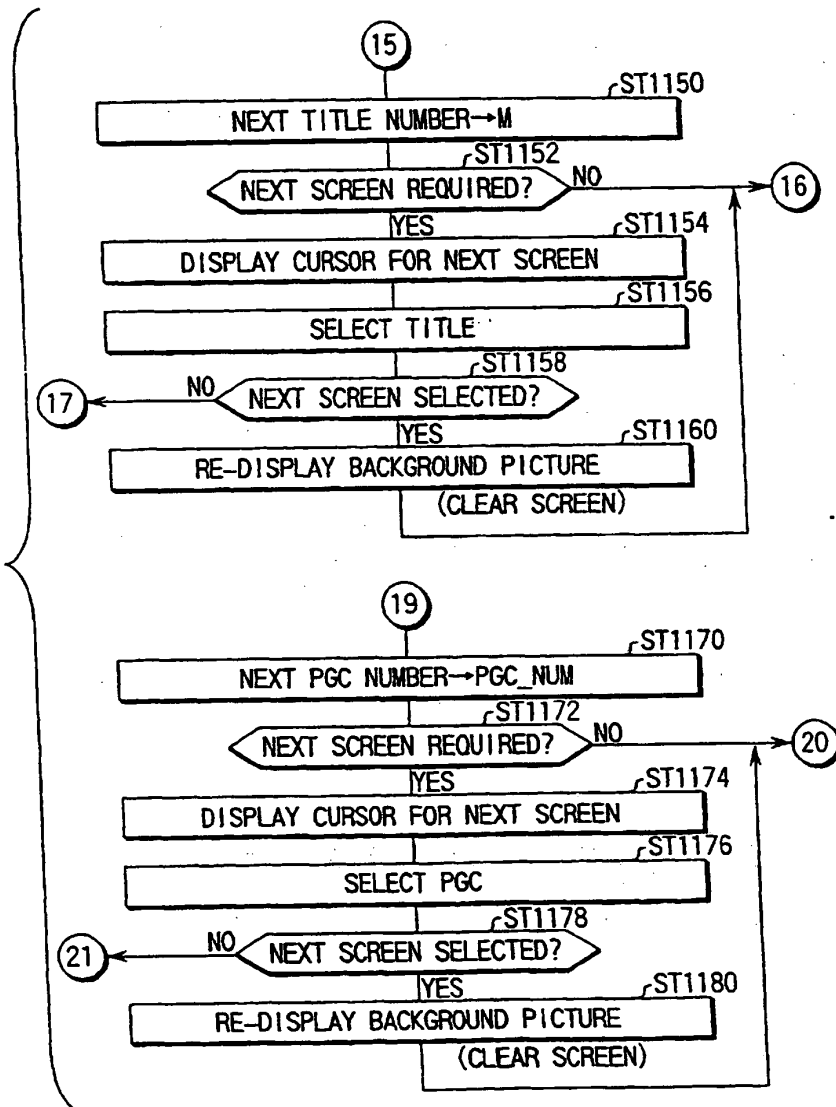 15
ST1150
NEXT TITLE NUMBER→M
ST1152
NEXT SCREEN REQUIRED?
NO
16
YES
ST1154
DISPLAY CURSOR FOR NEXT SCREEN
ST1156
SELECT TITLE
ST1158
17
NO
NEXT SCREEN SELECTED?
YES
ST1160
RE-DISPLAY BACKGROUND PICTURE
(CLEAR SCREEN)
19
ST1170
NEXT PGC NUMBER→PGC_NUM
ST1172
NEXT SCREEN REQUIRED?
NO
20
YES
ST1174
DISPLAY CURSOR FOR NEXT SCREEN
ST1176
SELECT PGC
ST1178
21
NO
NEXT SCREEN SELECTED?
YES
ST1180
RE-DISPLAY BACKGROUND PICTURE
(CLEAR SCREEN)